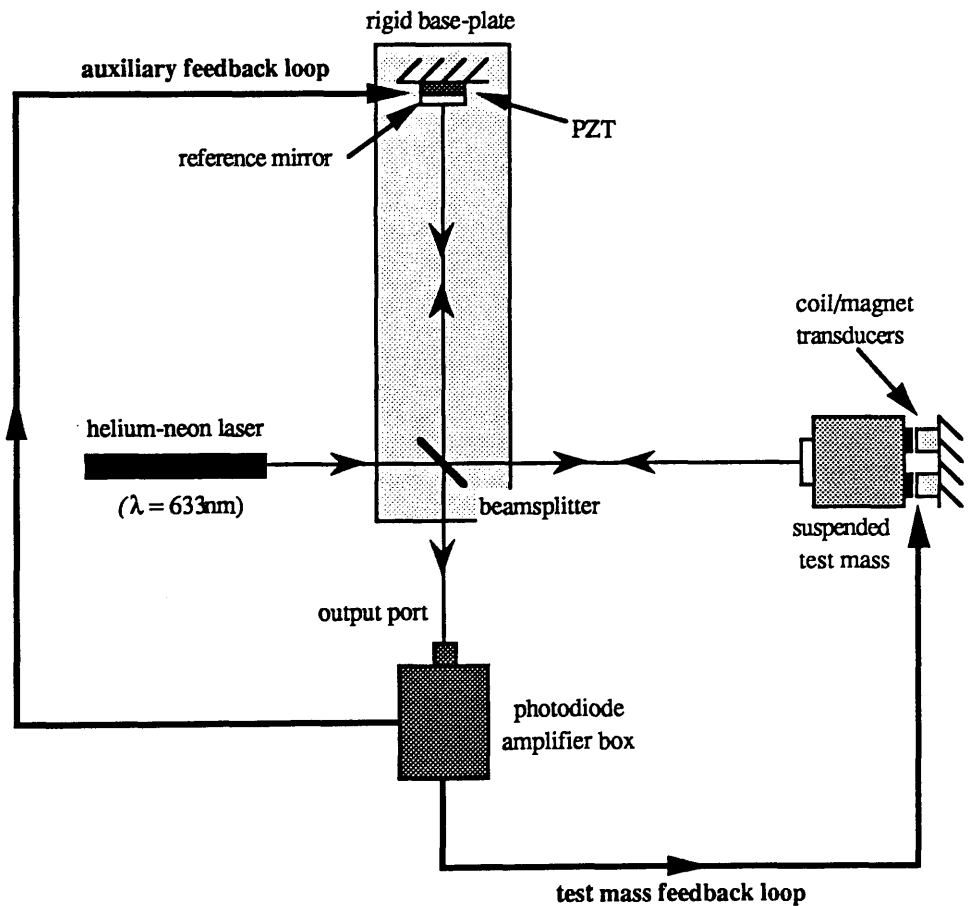 rigid base-plate
auxiliary feedback loop
PZT
reference mirror
coil/magnet
transducers
helium-neon laser
(λ = 633nm)
beamsplitter
suspended
test mass
output port
photodiode
amplifier box
test mass feedback loop